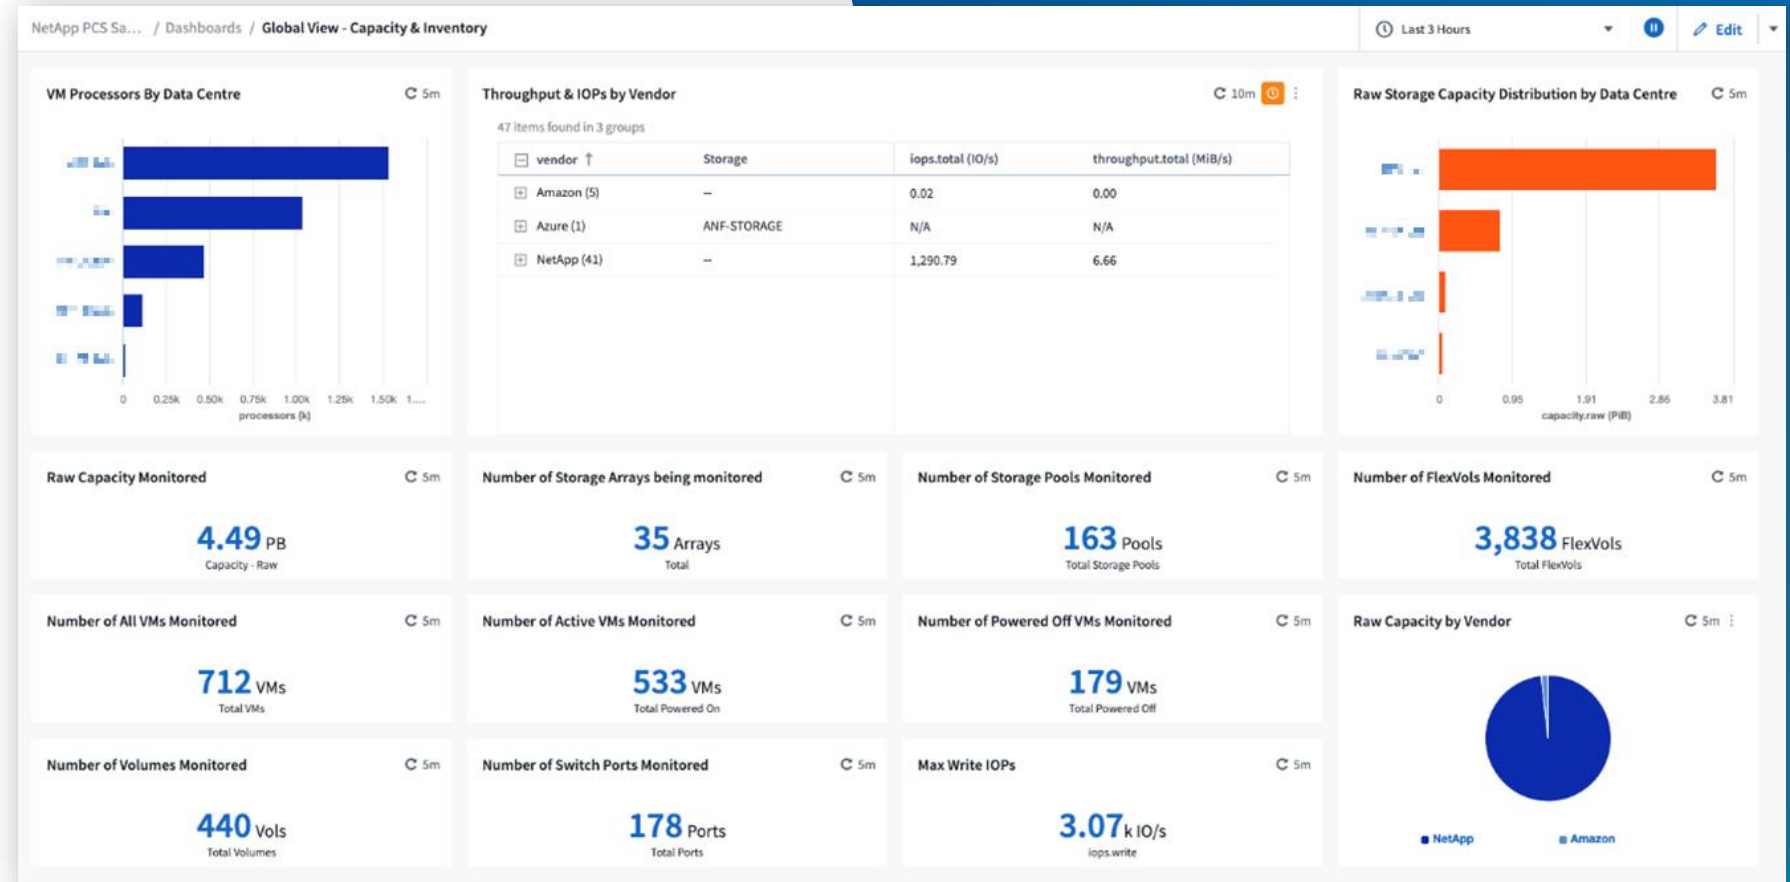 NetApp PCS Sa... / Dashboards / Global View - Capacity & Inventory
Last 3 Hours
Edit
VM Processors By Data Centre
5m
0 0.25k 0.50k 0.75k 1.00k 1.25k 1.50k 1....
processors (k)
Throughput & IOPs by Vendor
10m
47 items found in 3 groups
vendor ↑ Storage iops.total (IO/s) throughput.total (MiB/s)
Amazon (5) -- 0.02 0.00
Azure (1) ANF-STORAGE N/A N/A
NetApp (41) -- 1,290.79 6.66
Raw Storage Capacity Distribution by Data Centre
5m
0 0.95 1.91 2.86 3.81
capacity.raw (PiB)
Raw Capacity Monitored
5m
4.49 PB
Capacity - Raw
Number of Storage Arrays being monitored
5m
35 Arrays
Total
Number of Storage Pools Monitored
5m
163 Pools
Total Storage Pools
Number of FlexVols Monitored
5m
3,838 FlexVols
Total FlexVols
Number of All VMs Monitored
5m
712 VMs
Total VMs
Number of Active VMs Monitored
5m
533 VMs
Total Powered On
Number of Powered Off VMs Monitored
5m
179 VMs
Total Powered Off
Raw Capacity by Vendor
5m
NetApp
Amazon
Number of Volumes Monitored
5m
440 Vols
Total Volumes
Number of Switch Ports Monitored
5m
178 Ports
Total Ports
Max Write IOPs
5m
3.07k IO/s
iops.write